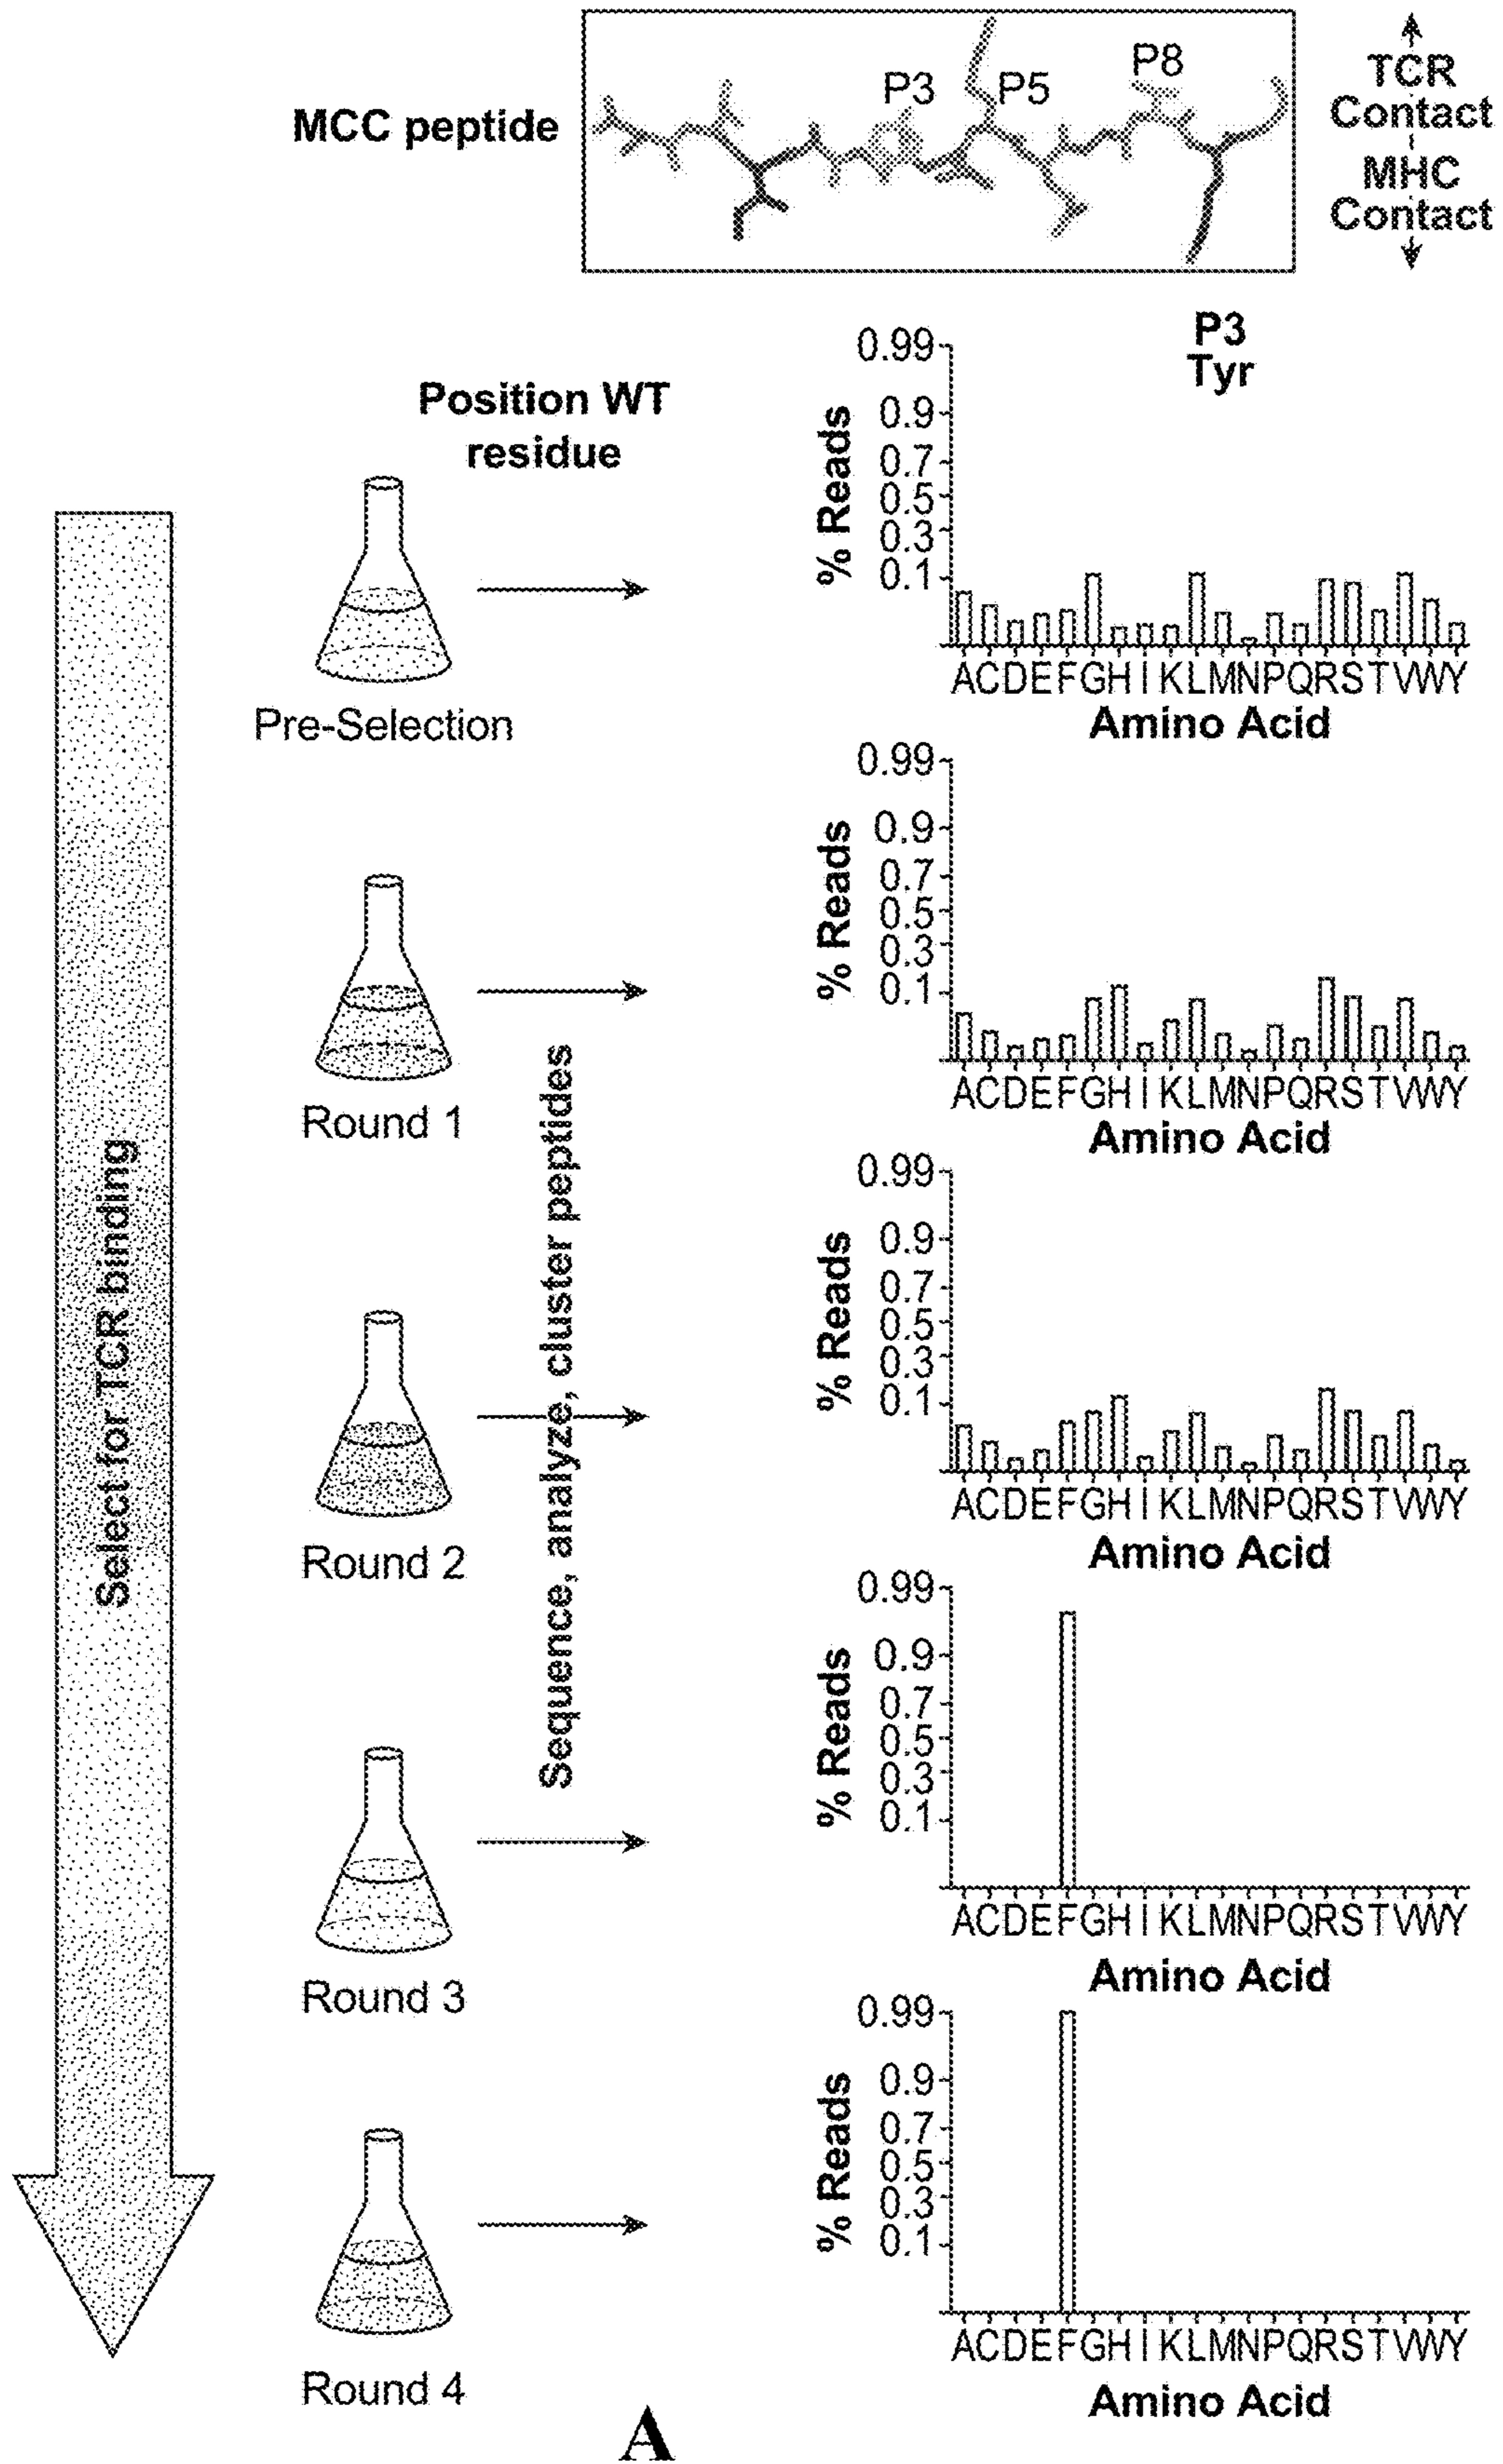 MCC peptide
P3
P5
P8
TCR
Contact
MHC
Contact
Position WT
residue
P3
Tyr
Select for TCR binding
Sequence, analyze, cluster peptides
Pre-Selection
% Reads
0.99
0.9
0.7
0.5
0.3
0.1
ACDEFGHIKLMNPQRSTVWY
Amino Acid
Round 1
% Reads
0.99
0.9
0.7
0.5
0.3
0.1
ACDEFGHIKLMNPQRSTVWY
Amino Acid
Round 2
% Reads
0.99
0.9
0.7
0.5
0.3
0.1
ACDEFGHIKLMNPQRSTVWY
Amino Acid
Round 3
% Reads
0.99
0.9
0.7
0.5
0.3
0.1
ACDEFGHIKLMNPQRSTVWY
Amino Acid
Round 4
% Reads
0.99
0.9
0.7
0.5
0.3
0.1
ACDEFGHIKLMNPQRSTVWY
Amino Acid
A